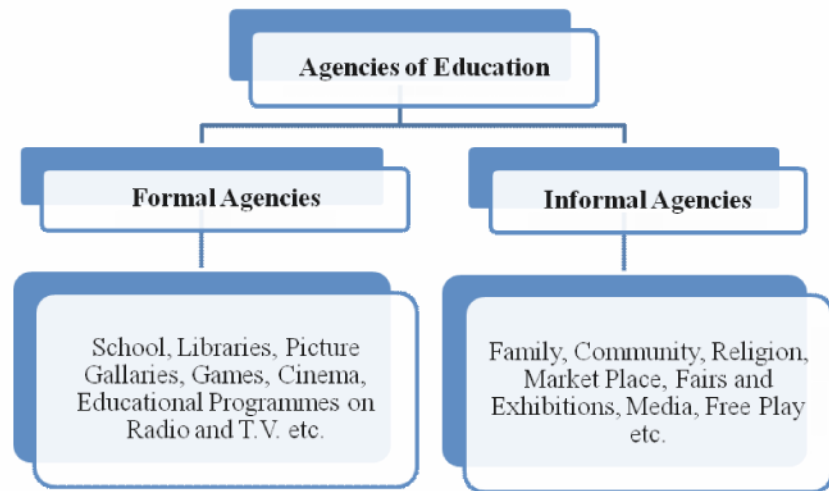 Agencies of Education
Formal Agencies
Informal Agencies
School, Libraries, Picture
Gallaries, Games, Cinema,
Educational Programmes on
Radio and T.V. etc.
Family, Community, Religion,
Market Place, Fairs and
Exhibitions, Media, Free Play
etc.